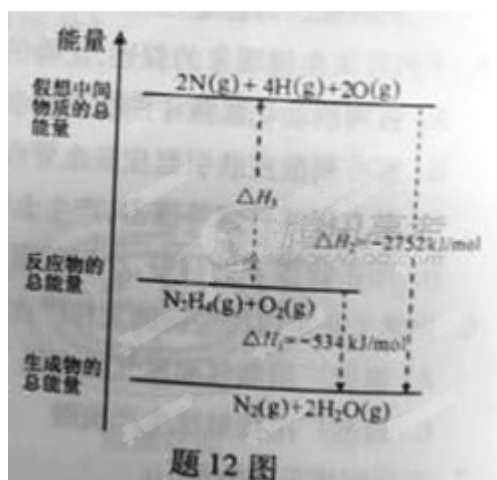 能量
假想中间
物质的总
能量
2N(g)+4H(g)+2O(g)
△H₃
△H₂=-2752kJ/mol
反应物的
总能量
N₂H₄(g)+O₂(g)
△H₁=-534kJ/mol
生成物的
总能量
N₂(g)+2H₂O(g)
题12图